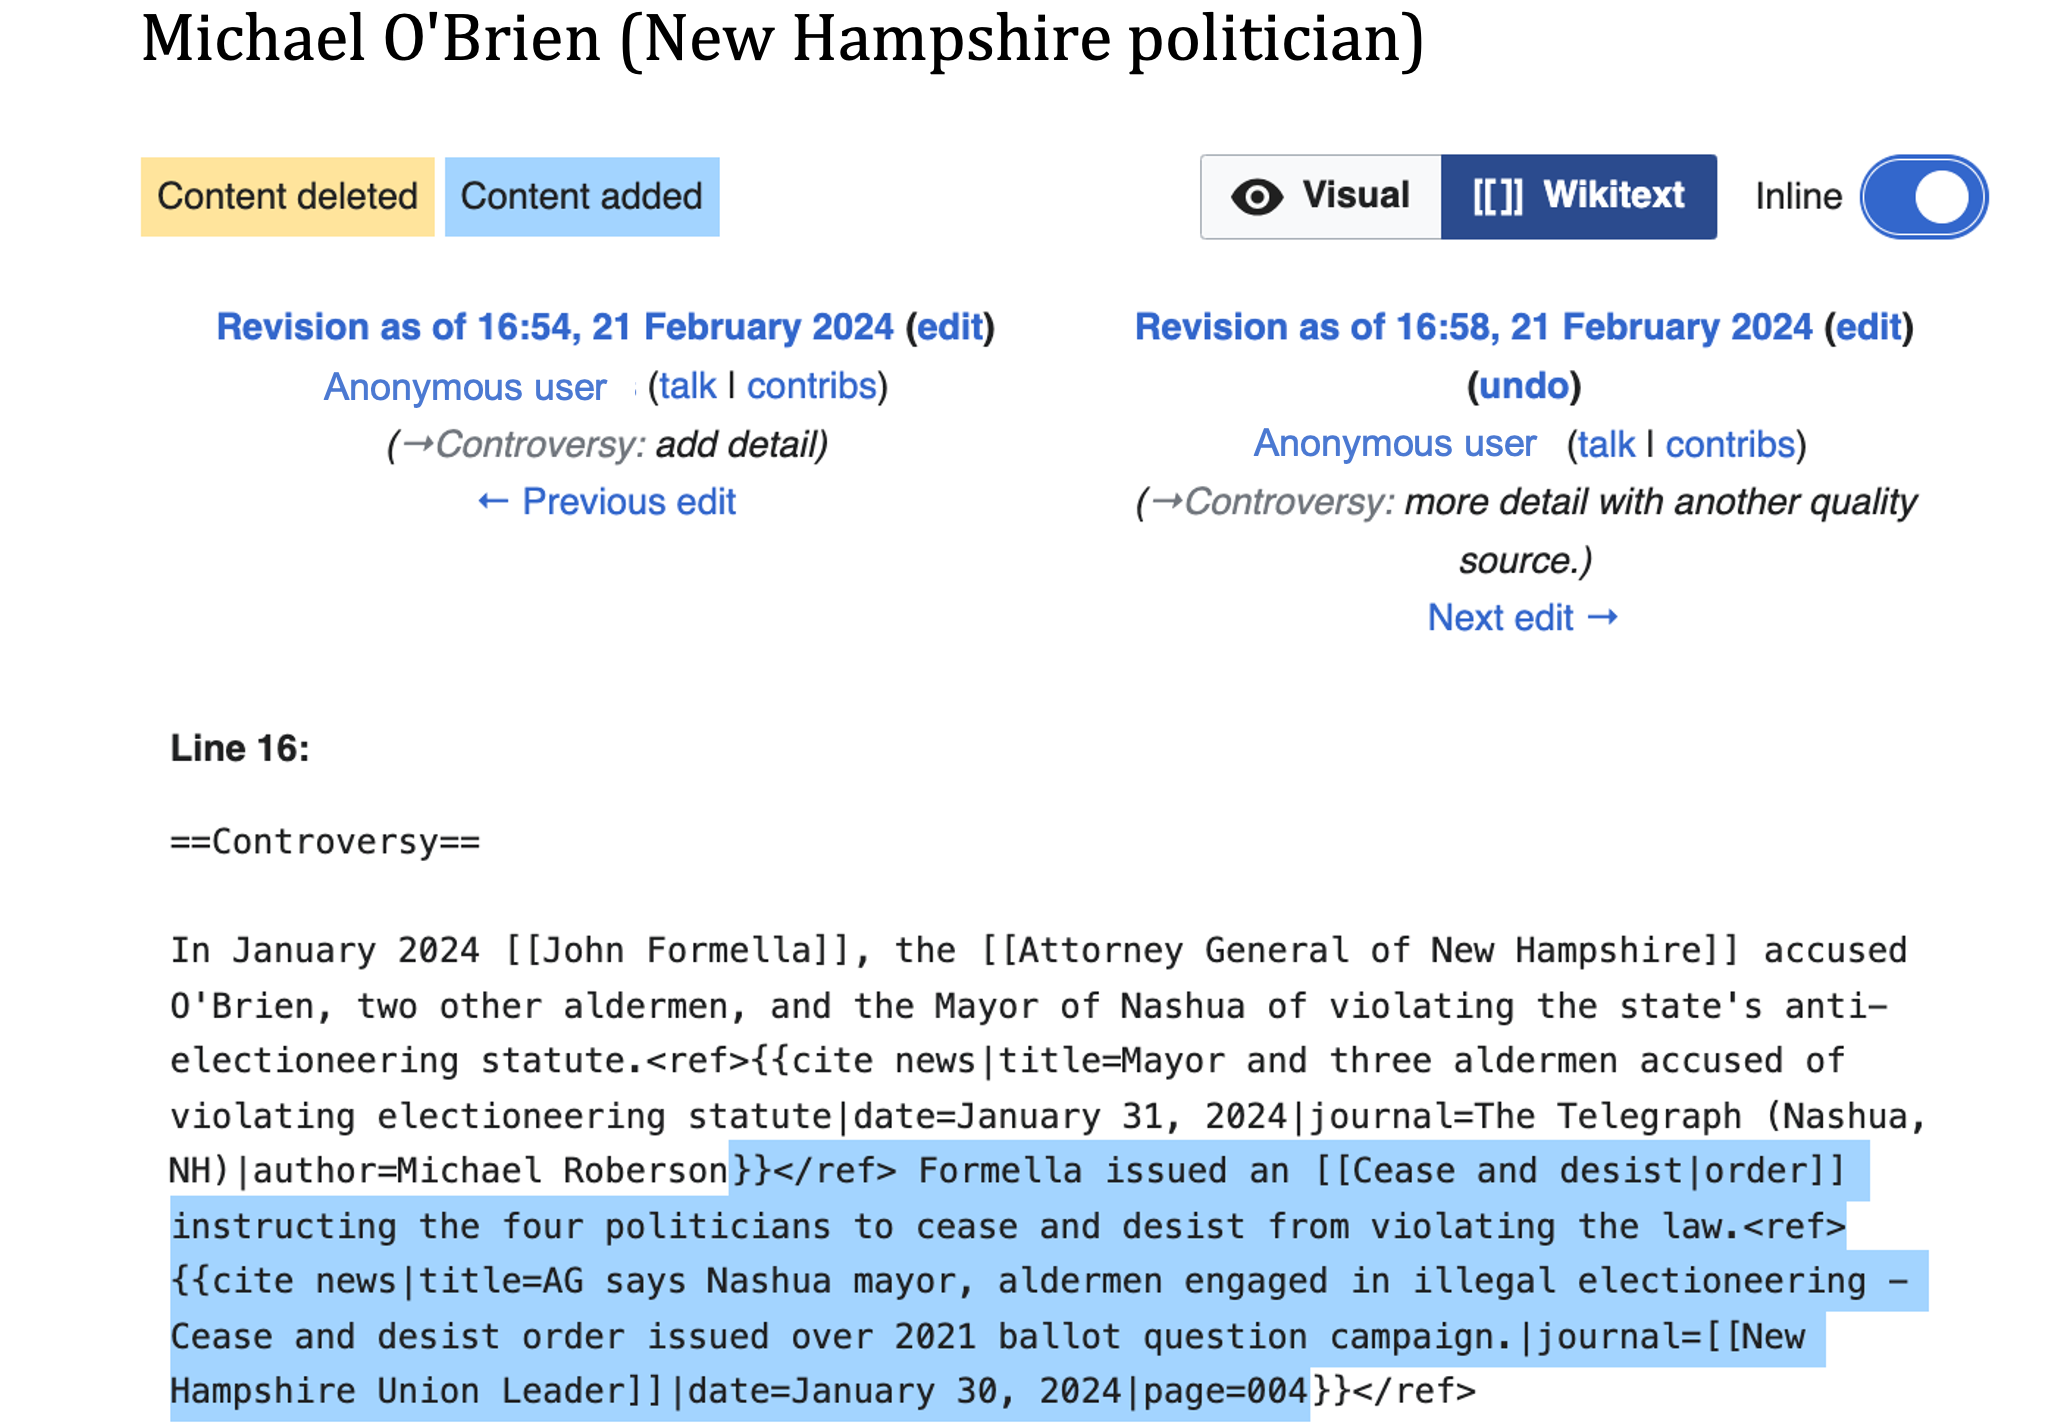 Michael O'Brien (New Hampshire politician)
Content deleted Content added
Visual [[]] Wikitext Inline
Revision as of 16:54, 21 February 2024 (edit)
Anonymous user (talk | contribs)
(→Controversy: add detail)
← Previous edit
Revision as of 16:58, 21 February 2024 (edit)
(undo)
Anonymous user (talk | contribs)
(→Controversy: more detail with another quality
source.)
Next edit →
Line 16:
==Controversy==
In January 2024 [[John Formella]], the [[Attorney General of New Hampshire]] accused
O'Brien, two other aldermen, and the Mayor of Nashua of violating the state's anti-
electioneering statute.<ref>{{cite news|title=Mayor and three aldermen accused of
violating electioneering statute|date=January 31, 2024|journal=The Telegraph (Nashua,
NH)|author=Michael Roberson}}</ref> Formella issued an [[Cease and desist|order]]
instructing the four politicians to cease and desist from violating the law.<ref>
{{cite news|title=AG says Nashua mayor, aldermen engaged in illegal electioneering –
Cease and desist order issued over 2021 ballot question campaign.|journal=[[New
Hampshire Union Leader]]|date=January 30, 2024|page=004}}</ref>